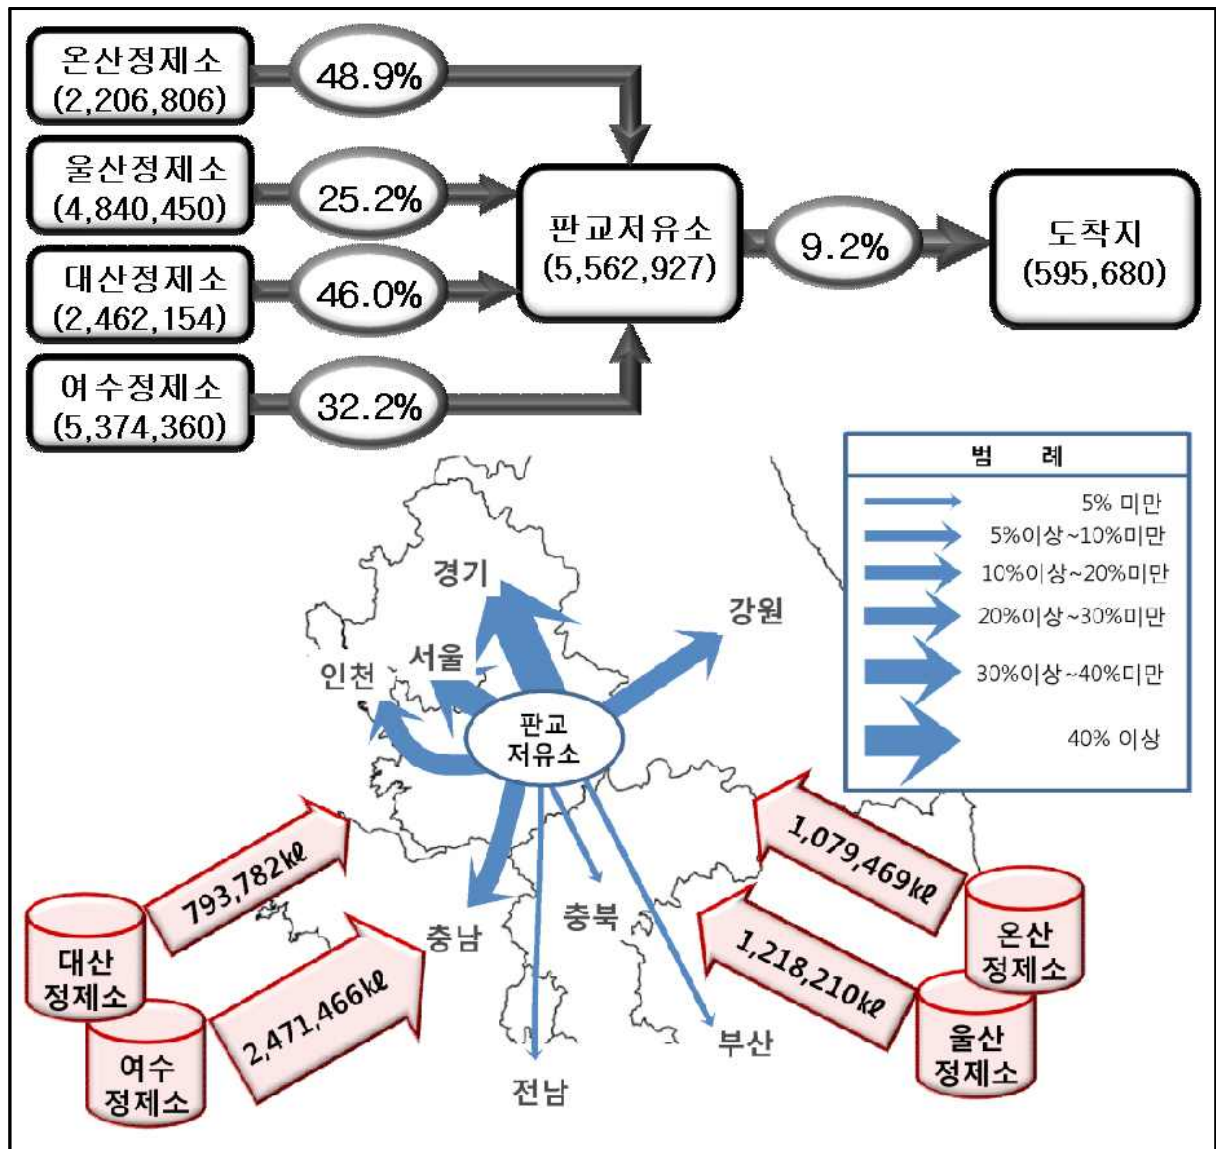 온산정제소
(2,206,806)
48.9%
울산정제소
(4,840,450)
25.2%
대산정제소
(2,462,154)
46.0%
여수정제소
(5,374,360)
32.2%
판교저유소
(5,562,927)
9.2%
도착지
(595,680)
범 례
5% 미만
5%이상~10%미만
10%이상~20%미만
20%이상~30%미만
30%이상~40%미만
40% 이상
경기
강원
서울
인천
판교
저유소
충남
충북
전남
부산
793,782㎘
2,471,466㎘
1,079,469㎘
1,218,210㎘
대산
정제소
여수
정제소
온산
정제소
울산
정제소